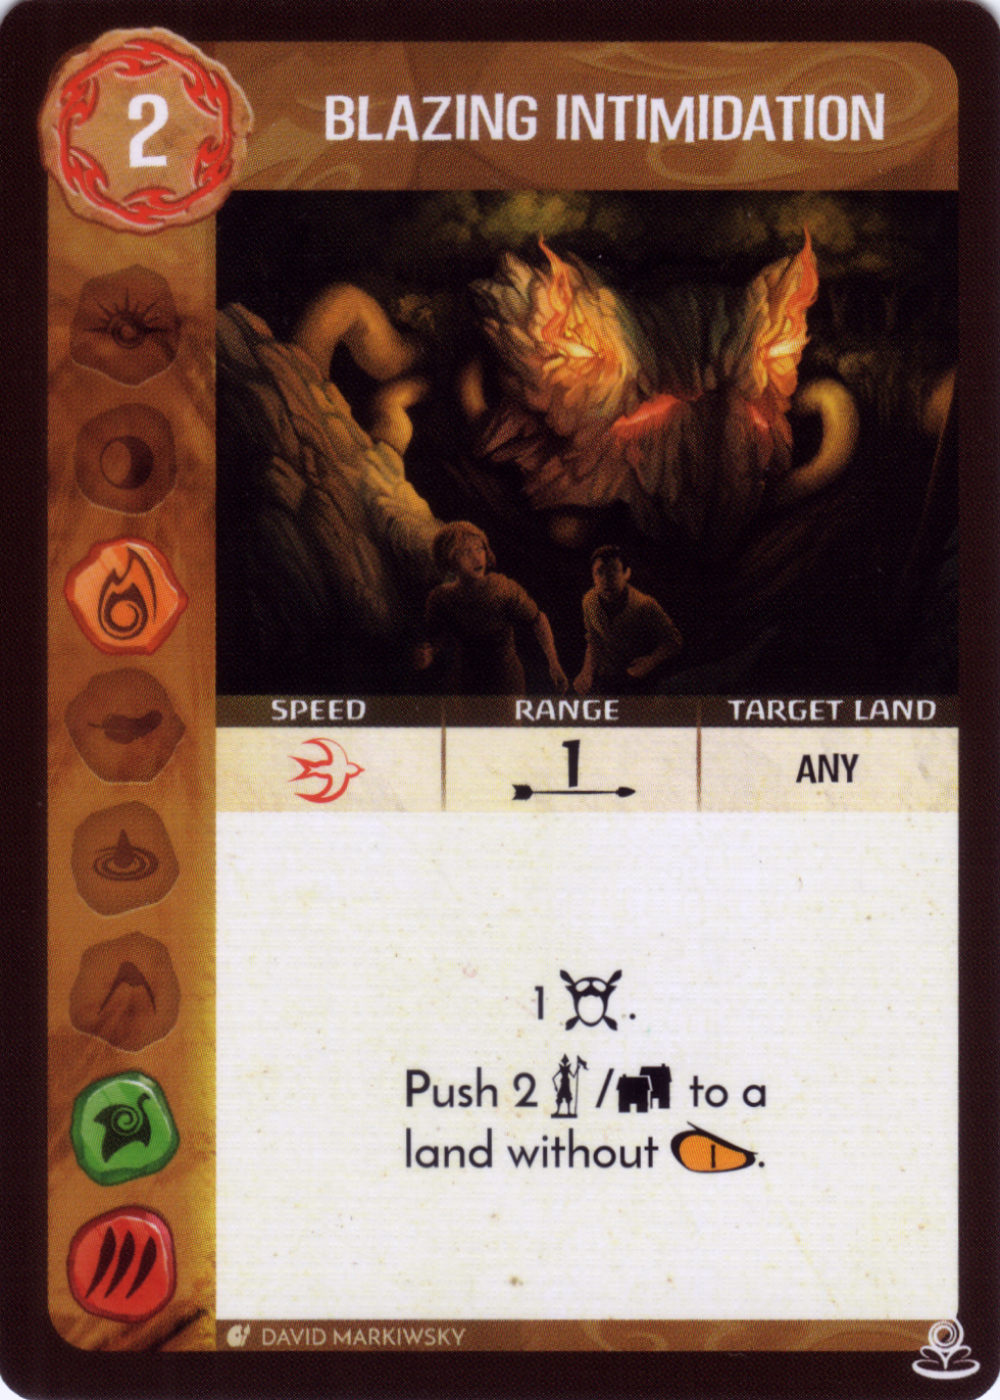 2
BLAZING INTIMIDATION
SPEED RANGE TARGET LAND
1 ANY
1 .
Push 2 / to a
land without .
DAVID MARKIWSKY